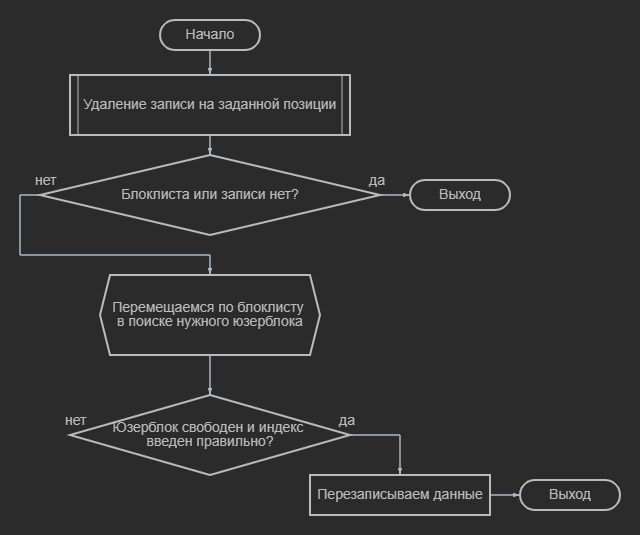 Начало
Удаление записи на заданной позиции
нет
да
Блоклиста или записи нет?
Выход
Перемещаемся по блоклисту
в поиске нужного юзерблока
нет
да
Юзерблок свободен и индекс
введен правильно?
Перезаписываем данные
Выход